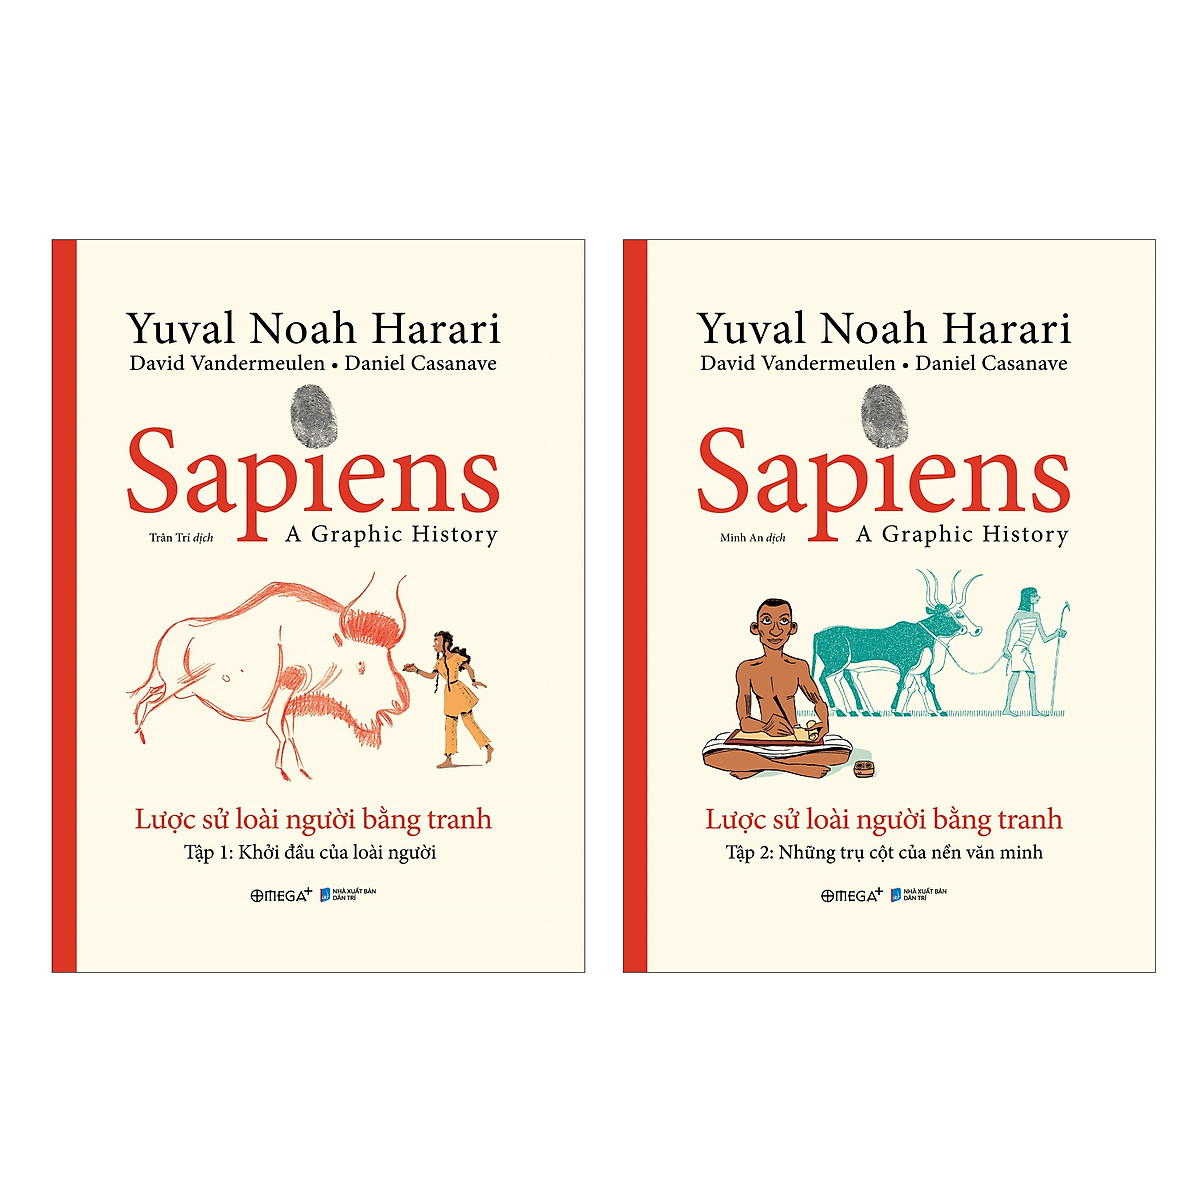 Yuval Noah Harari
David Vandermeulen • Daniel Casanave
Sapiens
Trần Trí dịch
A Graphic History
Lược sử loài người bằng tranh
Tập 1: Khởi đầu của loài người
OMEGA+
NHÀ XUẤT BẢN
DÂN TRÍ
Yuval Noah Harari
David Vandermeulen • Daniel Casanave
Sapiens
Minh An dịch
A Graphic History
Lược sử loài người bằng tranh
Tập 2: Những trụ cột của nền văn minh
OMEGA+
NHÀ XUẤT BẢN
DÂN TRÍ